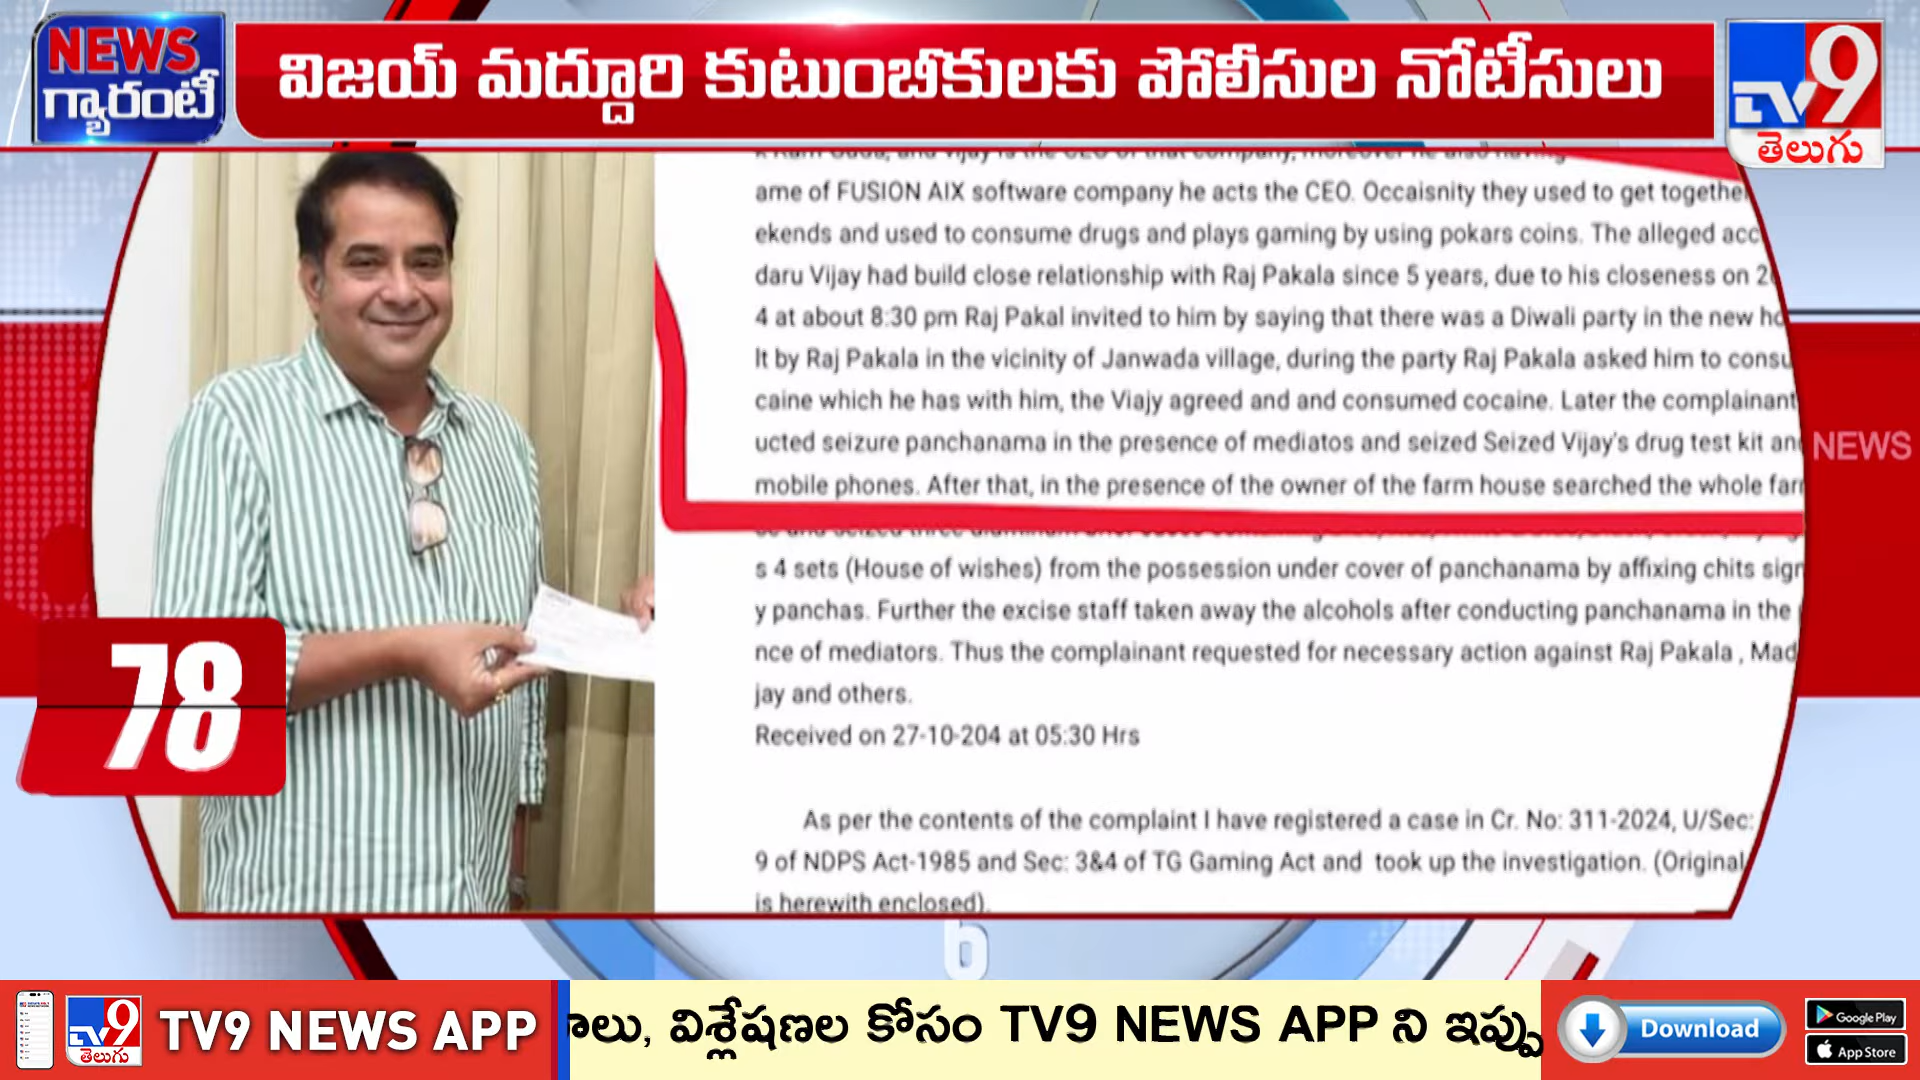 NEWS
గ్యారంటీ
విజయ్ మద్దూరి కుటుంబీకులకు పోలీసుల నోటీసులు
TV9
తెలుగు
ame of FUSION AIX software company he acts the CEO. Occaisnity they used to get together
ekends and used to consume drugs and plays gaming by using pokars coins. The alleged acc
daru Vijay had build close relationship with Raj Pakala since 5 years, due to his closeness on 2
4 at about 8:30 pm Raj Pakal invited to him by saying that there was a Diwali party in the new ho
lt by Raj Pakala in the vicinity of Janwada village, during the party Raj Pakala asked him to consu
caine which he has with him, the Viajy agreed and and consumed cocaine. Later the complainant
ucted seizure panchanama in the presence of mediatos and seized Seized Vijay's drug test kit an
mobile phones. After that, in the presence of the owner of the farm house searched the whole far
s 4 sets (House of wishes) from the possession under cover of panchanama by affixing chits sign
y panchas. Further the excise staff taken away the alcohols after conducting panchanama in the
nce of mediators. Thus the complainant requested for necessary action against Raj Pakala , Mad
jay and others.
Received on 27-10-204 at 05:30 Hrs
As per the contents of the complaint I have registered a case in Cr. No: 311-2024, U/Sec:
9 of NDPS Act-1985 and Sec: 3&4 of TG Gaming Act and took up the investigation. (Original
is herewith enclosed).
NEWS
78
6
TV9
తెలుగు
TV9 NEWS APP
ాలు, విశ్లేషణల కోసం TV9 NEWS APP ని ఇప్పు
Download
Google Play
App Store